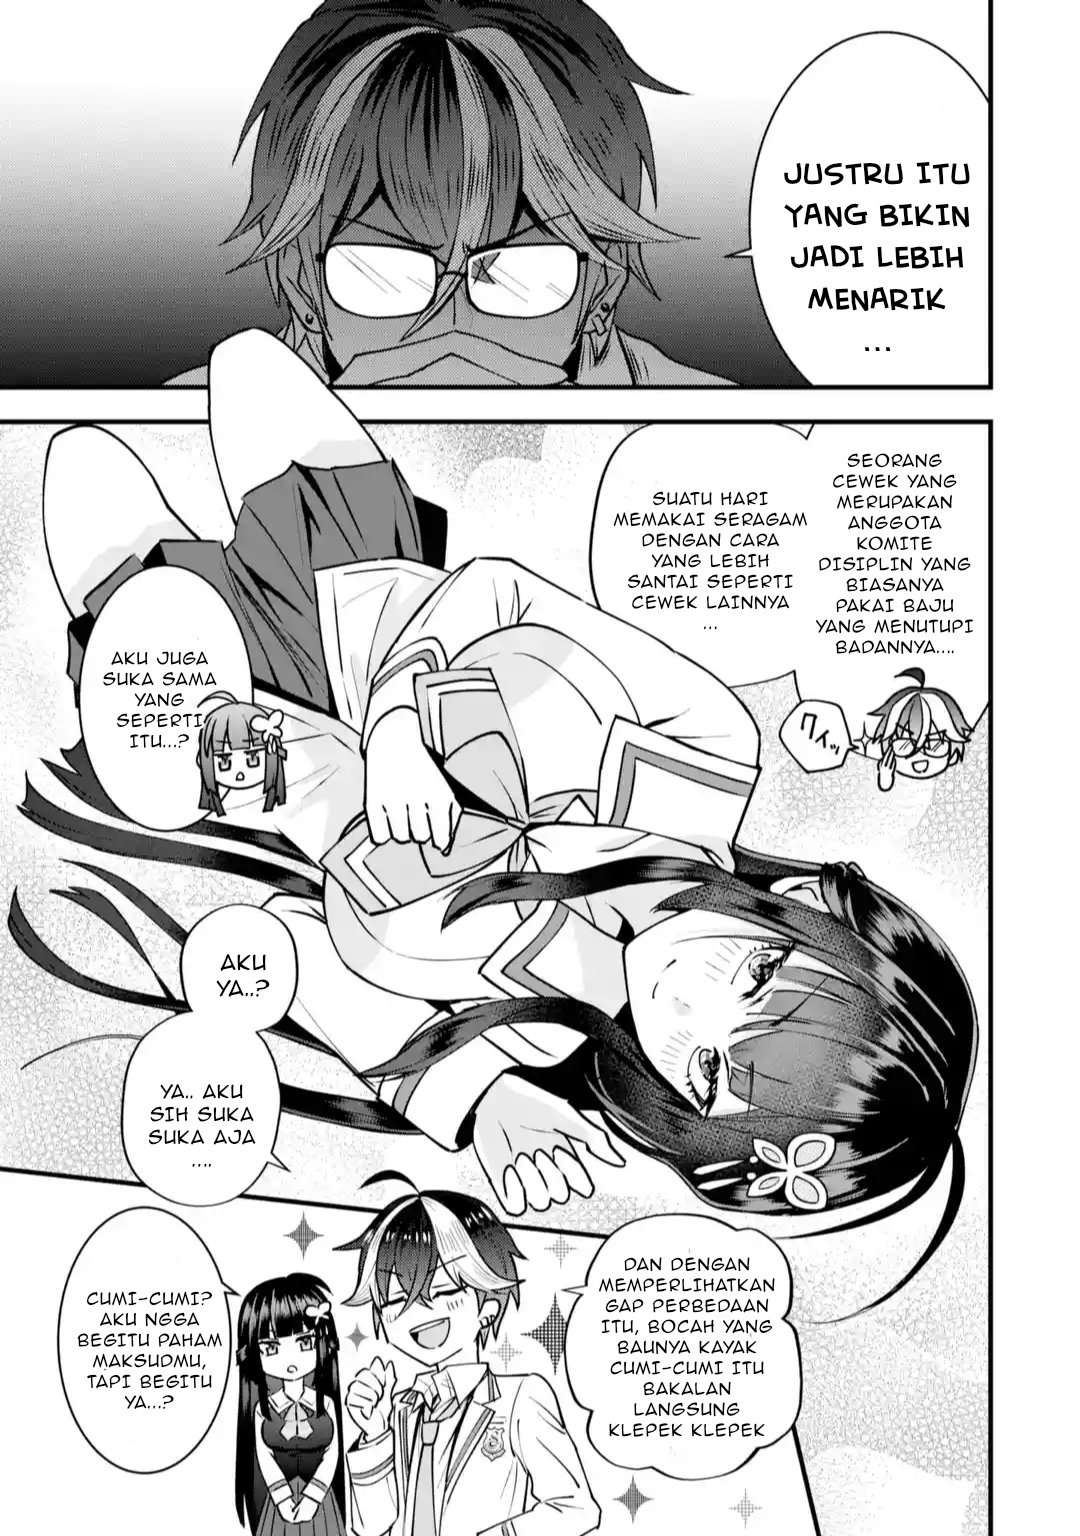 JUSTRU ITU
YANG BIKIN
JADI LEBIH
MENARIK
...
SEORANG
CEWEK YANG
MERUPAKAN
ANGGOTA
KOMITE
DISIPLIN YANG
BIASANYA
PAKAI BAJU
YANG MENUTUPI
BADANNYA....
SUATU HARI
MEMAKAI SERAGAM
DENGAN CARA
YANG LEBIH
SANTAI SEPERTI
CEWEK LAINNYA
...
クイッ
AKU JUGA
SUKA SAMA
YANG
SEPERTI
ITU...?
AKU
YA..?
YA.. AKU
SIH SUKA
SUKA AJA
....
DAN DENGAN
MEMPERLIHATKAN
GAP PERBEDAAN
ITU, BOCAH YANG
BAUNYA KAYAK
CUMI-CUMI ITU
BAKALAN
LANGSUNG
KLEPEK KLEPEK
CUMI-CUMI?
AKU NGGA
BEGITU PAHAM
MAKSUDMU,
TAPI BEGITU
YA...?